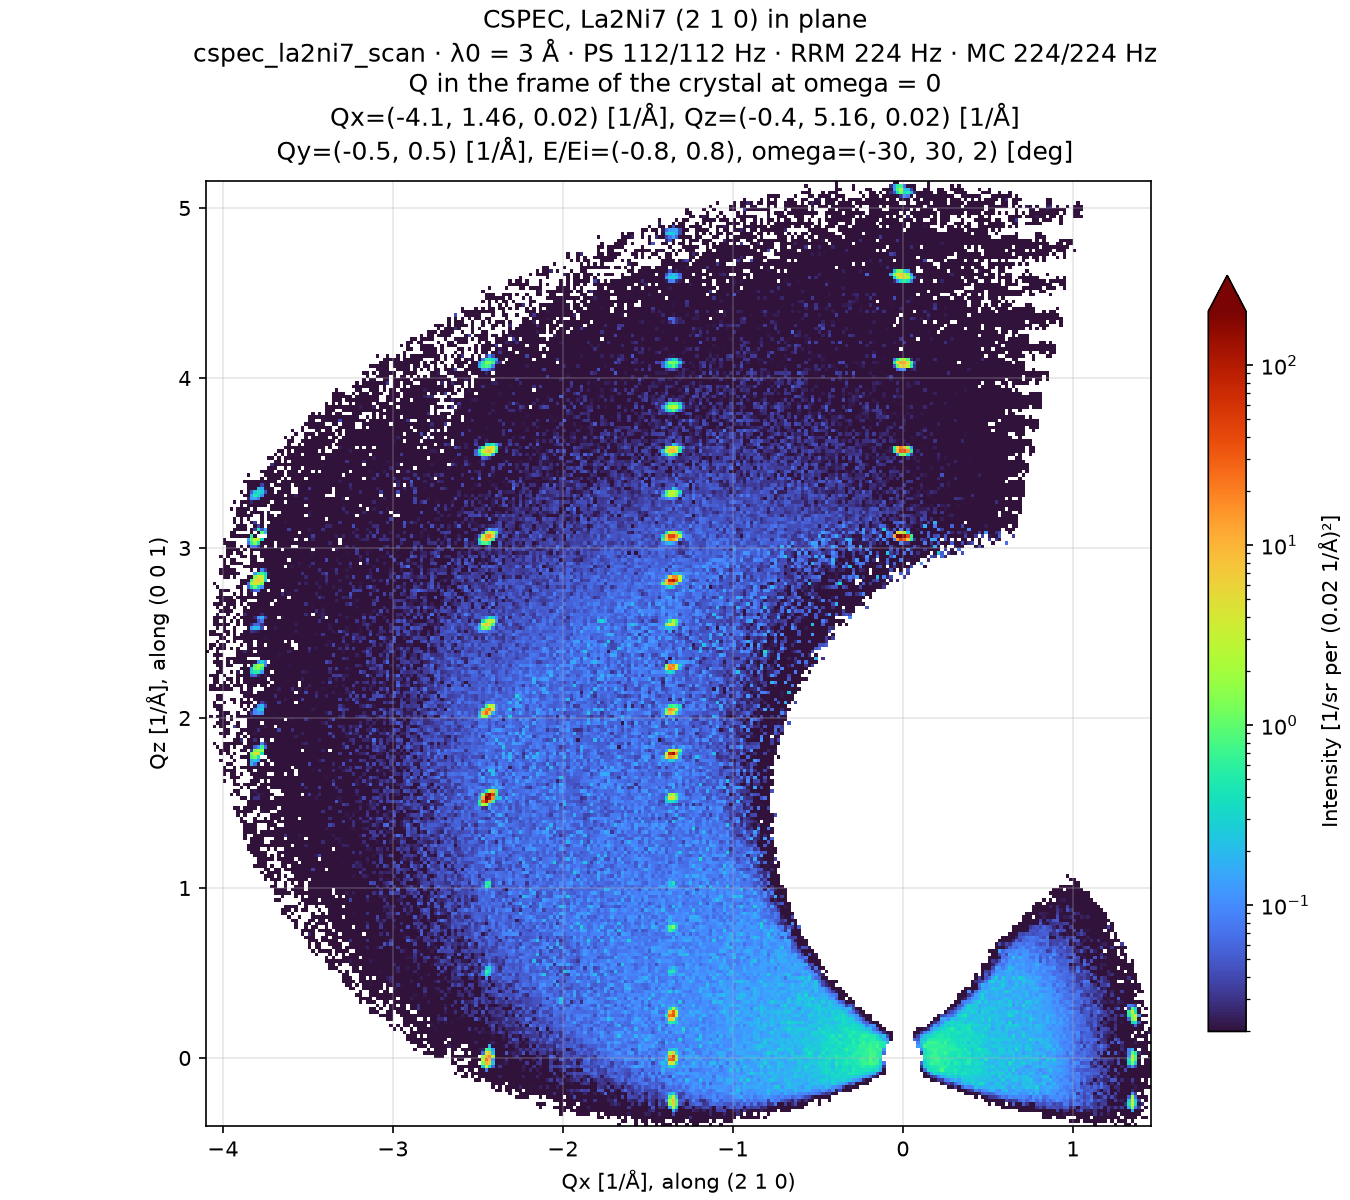 CSPEC, La2Ni7 (2 1 0) in plane
cspec_la2ni7_scan · λ0 = 3 Å · PS 112/112 Hz · RRM 224 Hz · MC 224/224 Hz
Q in the frame of the crystal at omega = 0
Qx=(-4.1, 1.46, 0.02) [1/Å], Qz=(-0.4, 5.16, 0.02) [1/Å]
Qy=(-0.5, 0.5) [1/Å], E/Ei=(-0.8, 0.8), omega=(-30, 30, 2) [deg]
5
4
3
2
1
0
Qz [1/Å], along (0 0 1)
−4 −3 −2 −1 0 1
Qx [1/Å], along (2 1 0)
10²
10¹
10⁰
10⁻¹
Intensity [1/sr per (0.02 1/Å)²]